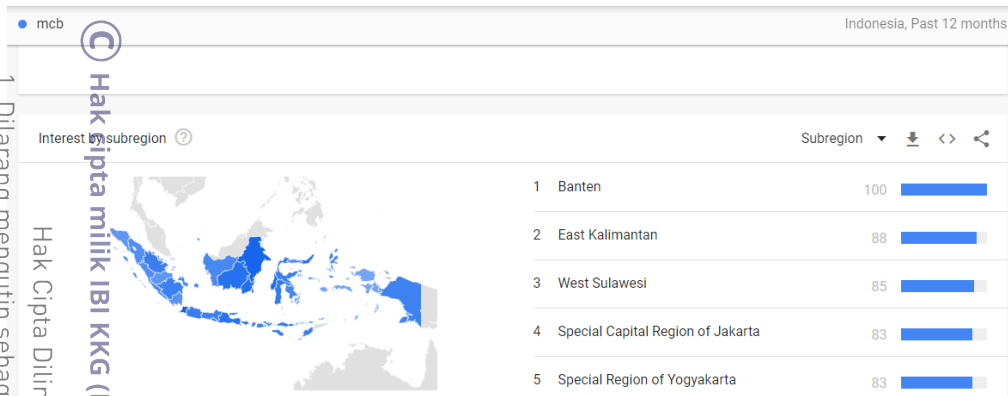 mcb
Indonesia, Past 12 months
Interest by subregion
Subregion
1 Banten 100
2 East Kalimantan 88
3 West Sulawesi 85
4 Special Capital Region of Jakarta 83
5 Special Region of Yogyakarta 83
© Hak cipta milik IBI KKG (
Hak Cipta Dilin
1. Dilarang mengutip sebag